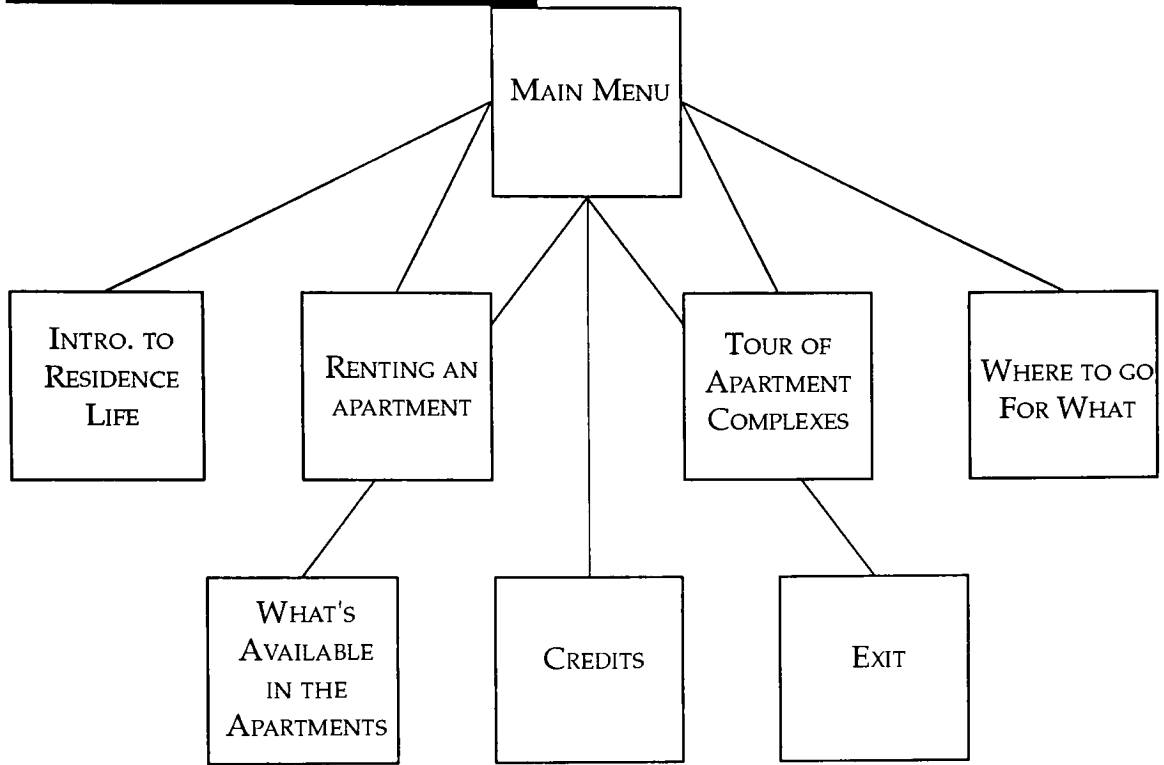 MAIN MENU
INTRO. TO
RESIDENCE
LIFE
RENTING AN
APARTMENT
TOUR OF
APARTMENT
COMPLEXES
WHERE TO GO
FOR WHAT
WHAT'S
AVAILABLE
IN THE
APARTMENTS
CREDITS
EXIT